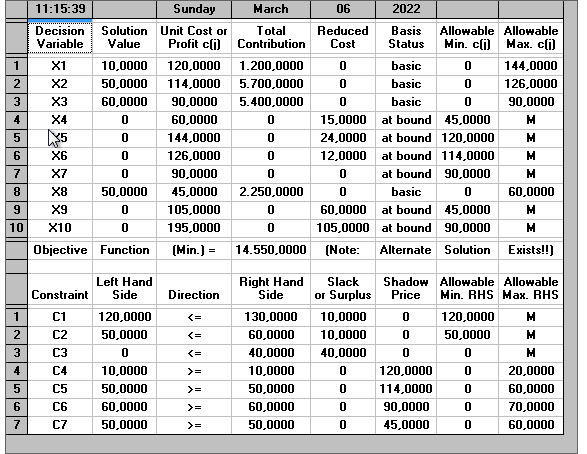 11:15:39 Sunday March 06 2022
Decision Solution Unit Cost or Total Reduced Basis Allowable Allowable
Variable Value Profit c(j) Contribution Cost Status Min. c(j) Max. c(j)
1 X1 10,0000 120,0000 1.200,0000 0 basic 0 144,0000
2 X2 50,0000 114,0000 5.700,0000 0 basic 0 126,0000
3 X3 60,0000 90,0000 5.400,0000 0 basic 0 90,0000
4 X4 0 60,0000 0 15,0000 at bound 45,0000 M
5 X5 0 144,0000 0 24,0000 at bound 120,0000 M
6 X6 0 126,0000 0 12,0000 at bound 114,0000 M
7 X7 0 90,0000 0 0 at bound 90,0000 M
8 X8 50,0000 45,0000 2.250,0000 0 basic 0 60,0000
9 X9 0 105,0000 0 60,0000 at bound 45,0000 M
10 X10 0 195,0000 0 105,0000 at bound 90,0000 M
Objective Function (Min.) = 14.550,0000 (Note: Alternate Solution Exists!!)
Left Hand Right Hand Slack Shadow Allowable Allowable
Constraint Side Direction Side or Surplus Price Min. RHS Max. RHS
1 C1 120,0000 <= 130,0000 10,0000 0 120,0000 M
2 C2 50,0000 <= 60,0000 10,0000 0 50,0000 M
3 C3 0 <= 40,0000 40,0000 0 0 M
4 C4 10,0000 >= 10,0000 0 120,0000 0 20,0000
5 C5 50,0000 >= 50,0000 0 114,0000 0 60,0000
6 C6 60,0000 >= 60,0000 0 90,0000 0 70,0000
7 C7 50,0000 >= 50,0000 0 45,0000 0 60,0000